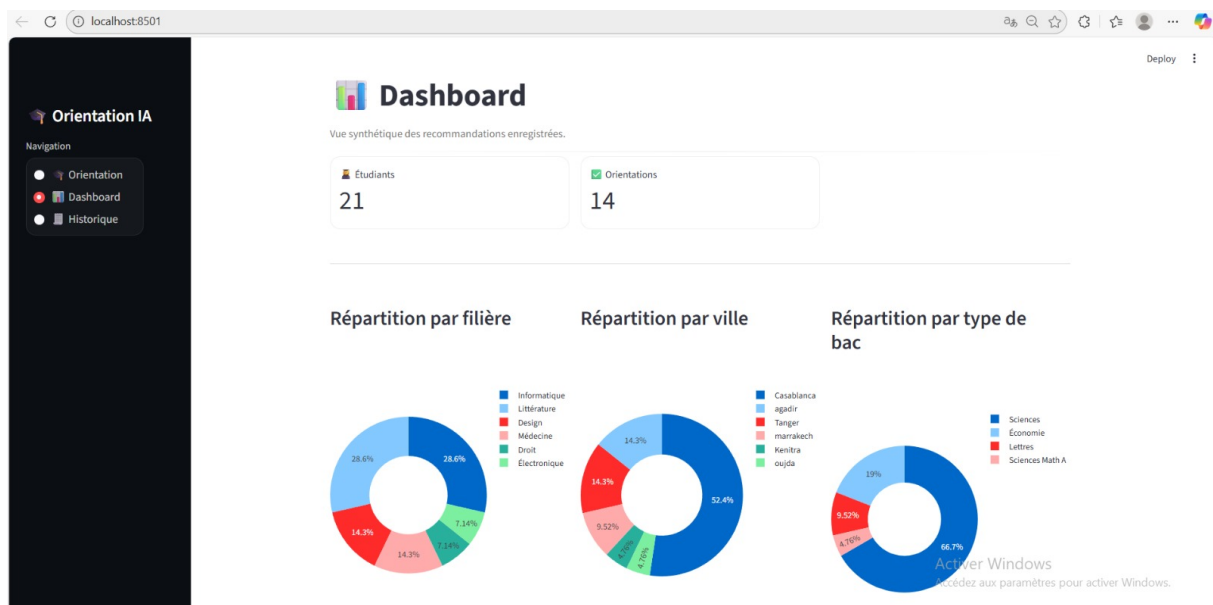 localhost:8501
Deploy
Orientation IA
Navigation
Orientation
Dashboard
Historique
Dashboard
Vue synthétique des recommandations enregistrées.
Étudiants
21
Orientations
14
Répartition par filière
Informatique
Littérature
Design
Médecine
Droit
Électronique
28.6%
28.6%
14.3%
14.3%
7.14%
7.14%
Répartition par ville
Casablanca
agadir
Tanger
marrakech
Kenitra
oujda
14.3%
14.3%
52.4%
9.52%
4.76%
4.76%
Répartition par type de
bac
Sciences
Économie
Lettres
Sciences Math A
19%
9.52%
4.76%
66.7%
Activer Windows
Accédez aux paramètres pour activer Windows.